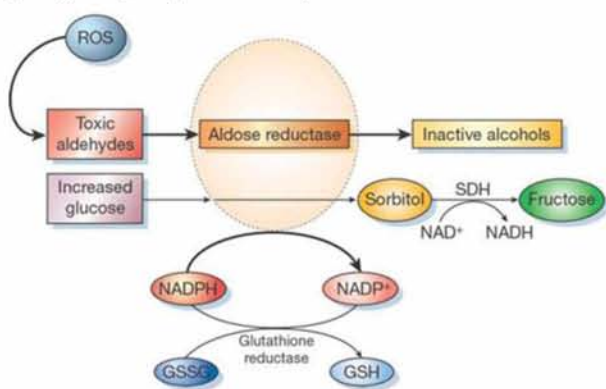 ROS
Toxic
aldehydes
Aldose reductase
Inactive alcohols
Increased
glucose
Sorbitol
SDH
Fructose
NAD+
NADH
NADPH
NADP+
Glutathione
reductase
GSSG
GSH